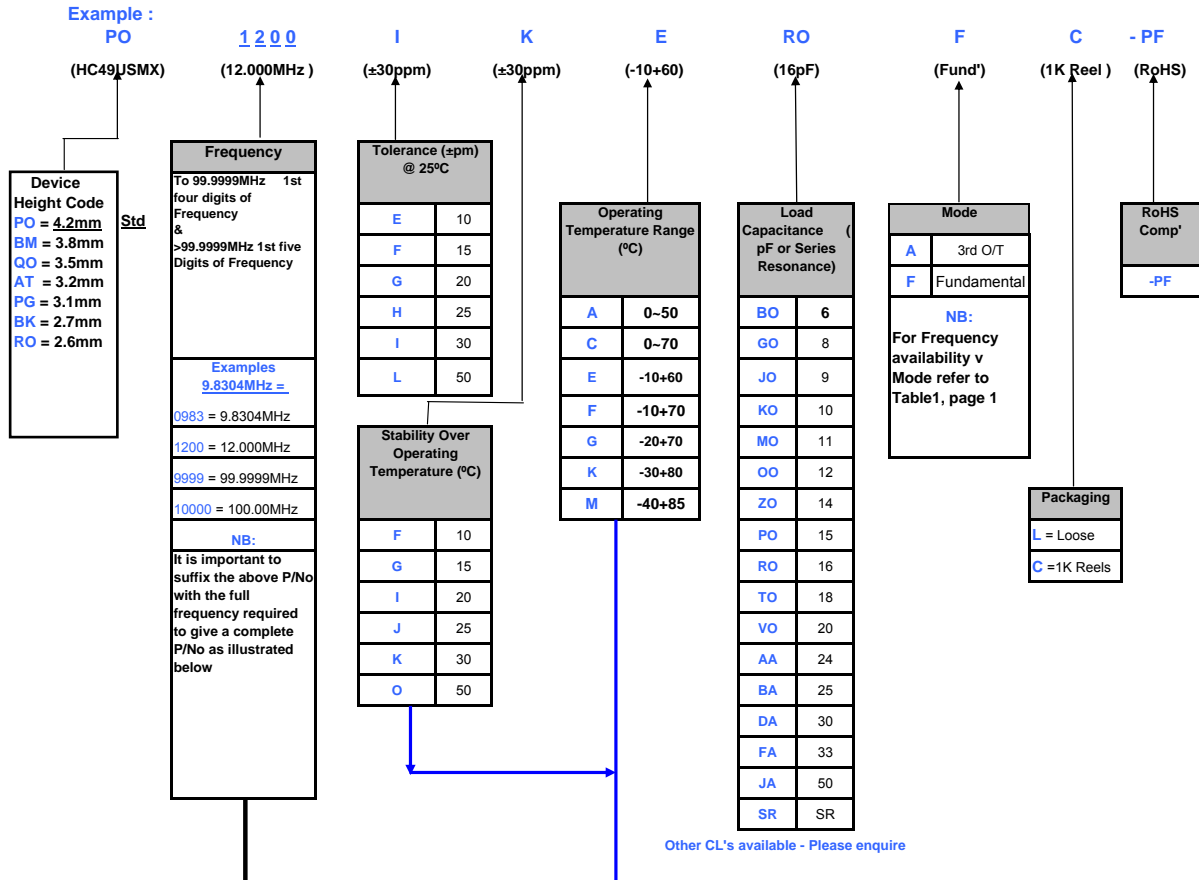 Example :
PO 1 2 0 0 I K E RO F C - PF
(HC49USMX) (12.000MHz ) (±30ppm) (±30ppm) (-10+60) (16pF) (Fund') (1K Reel ) (RoHS)
Device
Height Code
PO = 4.2mm Std
BM = 3.8mm
QO = 3.5mm
AT = 3.2mm
PG = 3.1mm
BK = 2.7mm
RO = 2.6mm
Frequency
To 99.9999MHz 1st
four digits of
Frequency
&
>99.9999MHz 1st five
Digits of Frequency
Examples
9.8304MHz =
0983 = 9.8304MHz
1200 = 12.000MHz
9999 = 99.9999MHz
10000 = 100.00MHz
NB:
It is important to
suffix the above P/No
with the full
frequency required
to give a complete
P/No as illustrated
below
Tolerance (±pm)
@ 25ºC
E 10
F 15
G 20
H 25
I 30
L 50
Stability Over
Operating
Temperature (ºC)
F 10
G 15
I 20
J 25
K 30
O 50
Operating
Temperature Range
(ºC)
A 0~50
C 0~70
E -10+60
F -10+70
G -20+70
K -30+80
M -40+85
Load
Capacitance (
pF or Series
Resonance)
BO 6
GO 8
JO 9
KO 10
MO 11
OO 12
ZO 14
PO 15
RO 16
TO 18
VO 20
AA 24
BA 25
DA 30
FA 33
JA 50
SR SR
Other CL's available - Please enquire
Mode
A 3rd O/T
F Fundamental
NB:
For Frequency
availability v
Mode refer to
Table1, page 1
Packaging
L = Loose
C =1K Reels
RoHS
Comp'
-PF